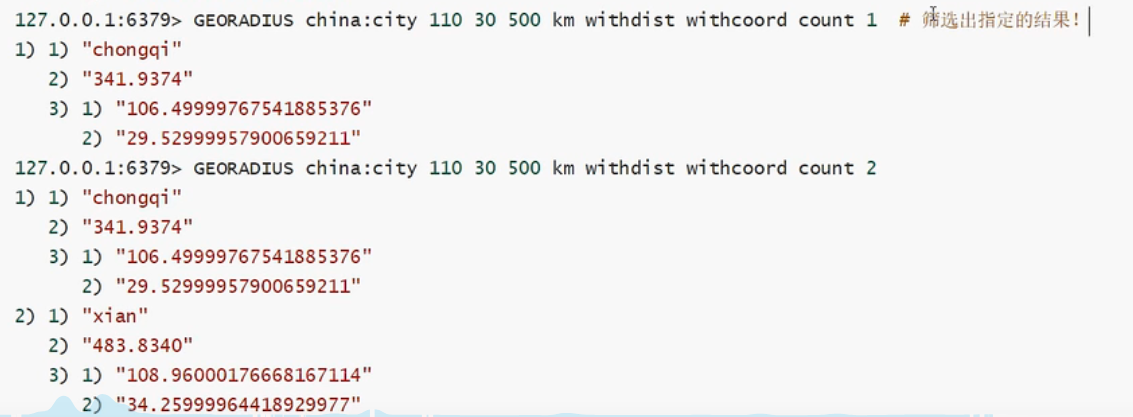 127.0.0.1:6379> GEORADIUS china:city 110 30 500 km withdist withcoord count 1  # 筛选出指定的结果!
1) 1) "chongqi"
   2) "341.9374"
   3) 1) "106.49999767541885376"
      2) "29.52999957900659211"
127.0.0.1:6379> GEORADIUS china:city 110 30 500 km withdist withcoord count 2
1) 1) "chongqi"
   2) "341.9374"
   3) 1) "106.49999767541885376"
      2) "29.52999957900659211"
2) 1) "xian"
   2) "483.8340"
   3) 1) "108.96000176668167114"
      2) "34.25999964418929977"